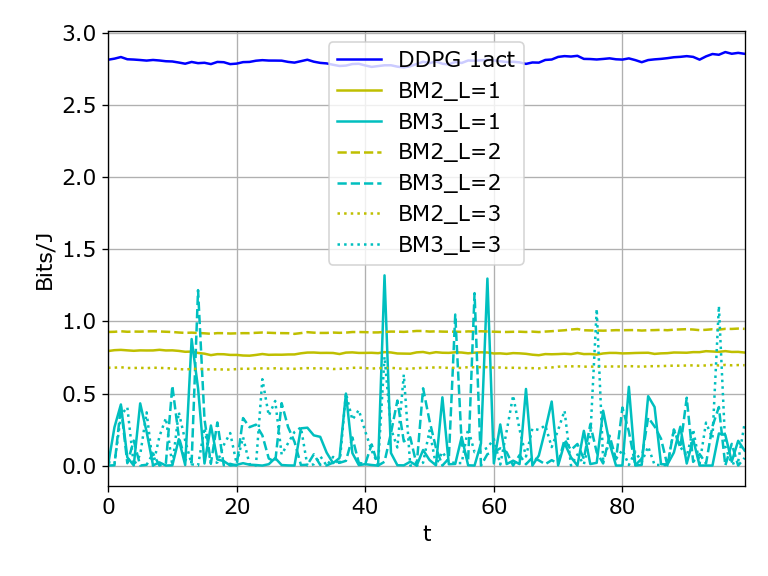 3.0
2.5
2.0
1.5
1.0
0.5
0.0
Bits/J
DDPG 1act
BM2_L=1
BM3_L=1
BM2_L=2
BM3_L=2
BM2_L=3
BM3_L=3
0 20 40 60 80
t